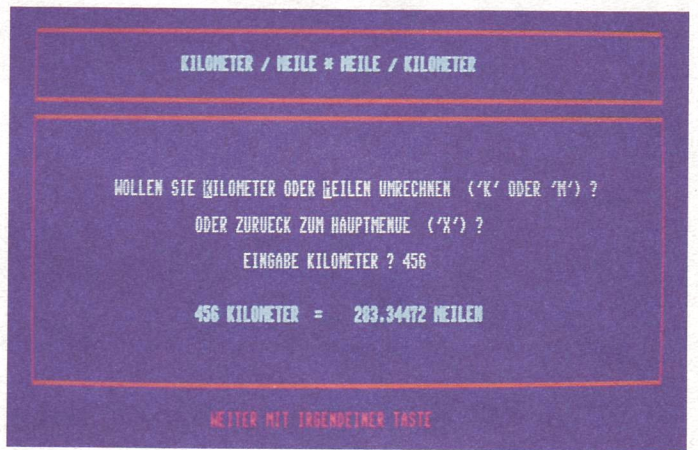 KILOMETER / MEILE * MEILE / KILOMETER
WOLLEN SIE KILOMETER ODER MEILEN UMRECHNEN ('K' ODER 'M') ?
ODER ZURUECK ZUM HAUPTMENUE ('X') ?
EINGABE KILOMETER ? 456
456 KILOMETER = 283.34472 MEILEN
WEITER MIT IRGENDEINER TASTE